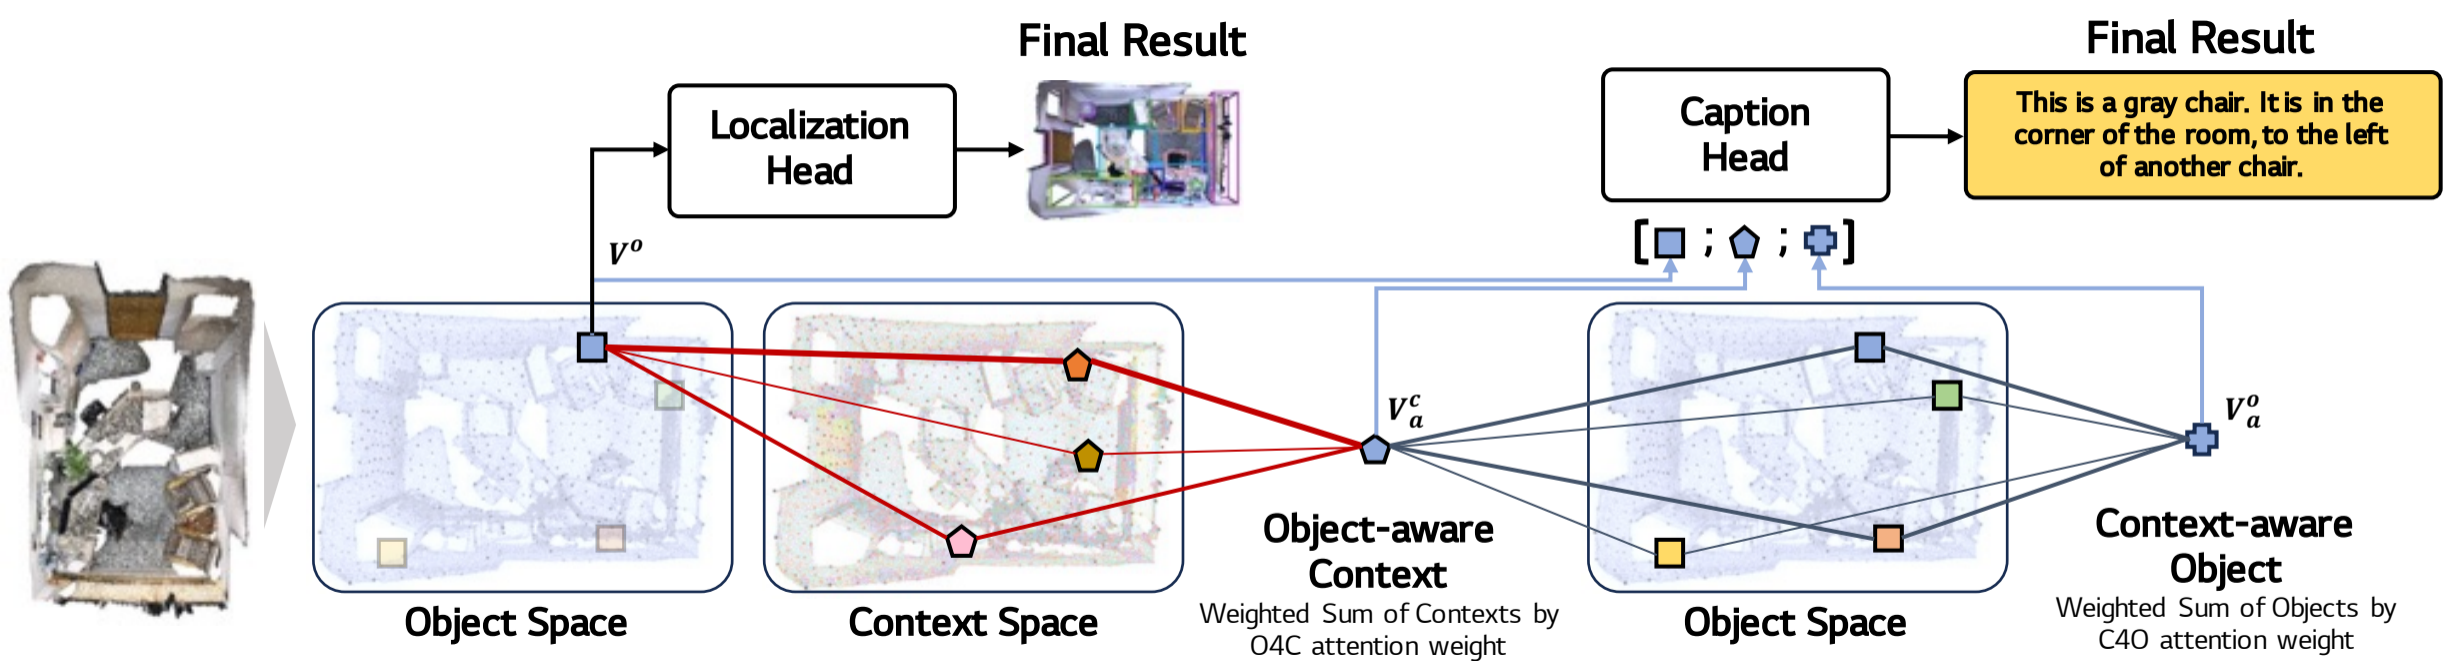 Final Result
Final Result
Localization
Head
Caption
Head
This is a gray chair. It is in the
corner of the room, to the left
of another chair.
V^o
[ ; ; ]
V_a^c
V_a^o
Object-aware
Context
Weighted Sum of Contexts by
O4C attention weight
Context-aware
Object
Weighted Sum of Objects by
C4O attention weight
Object Space
Context Space
Object Space